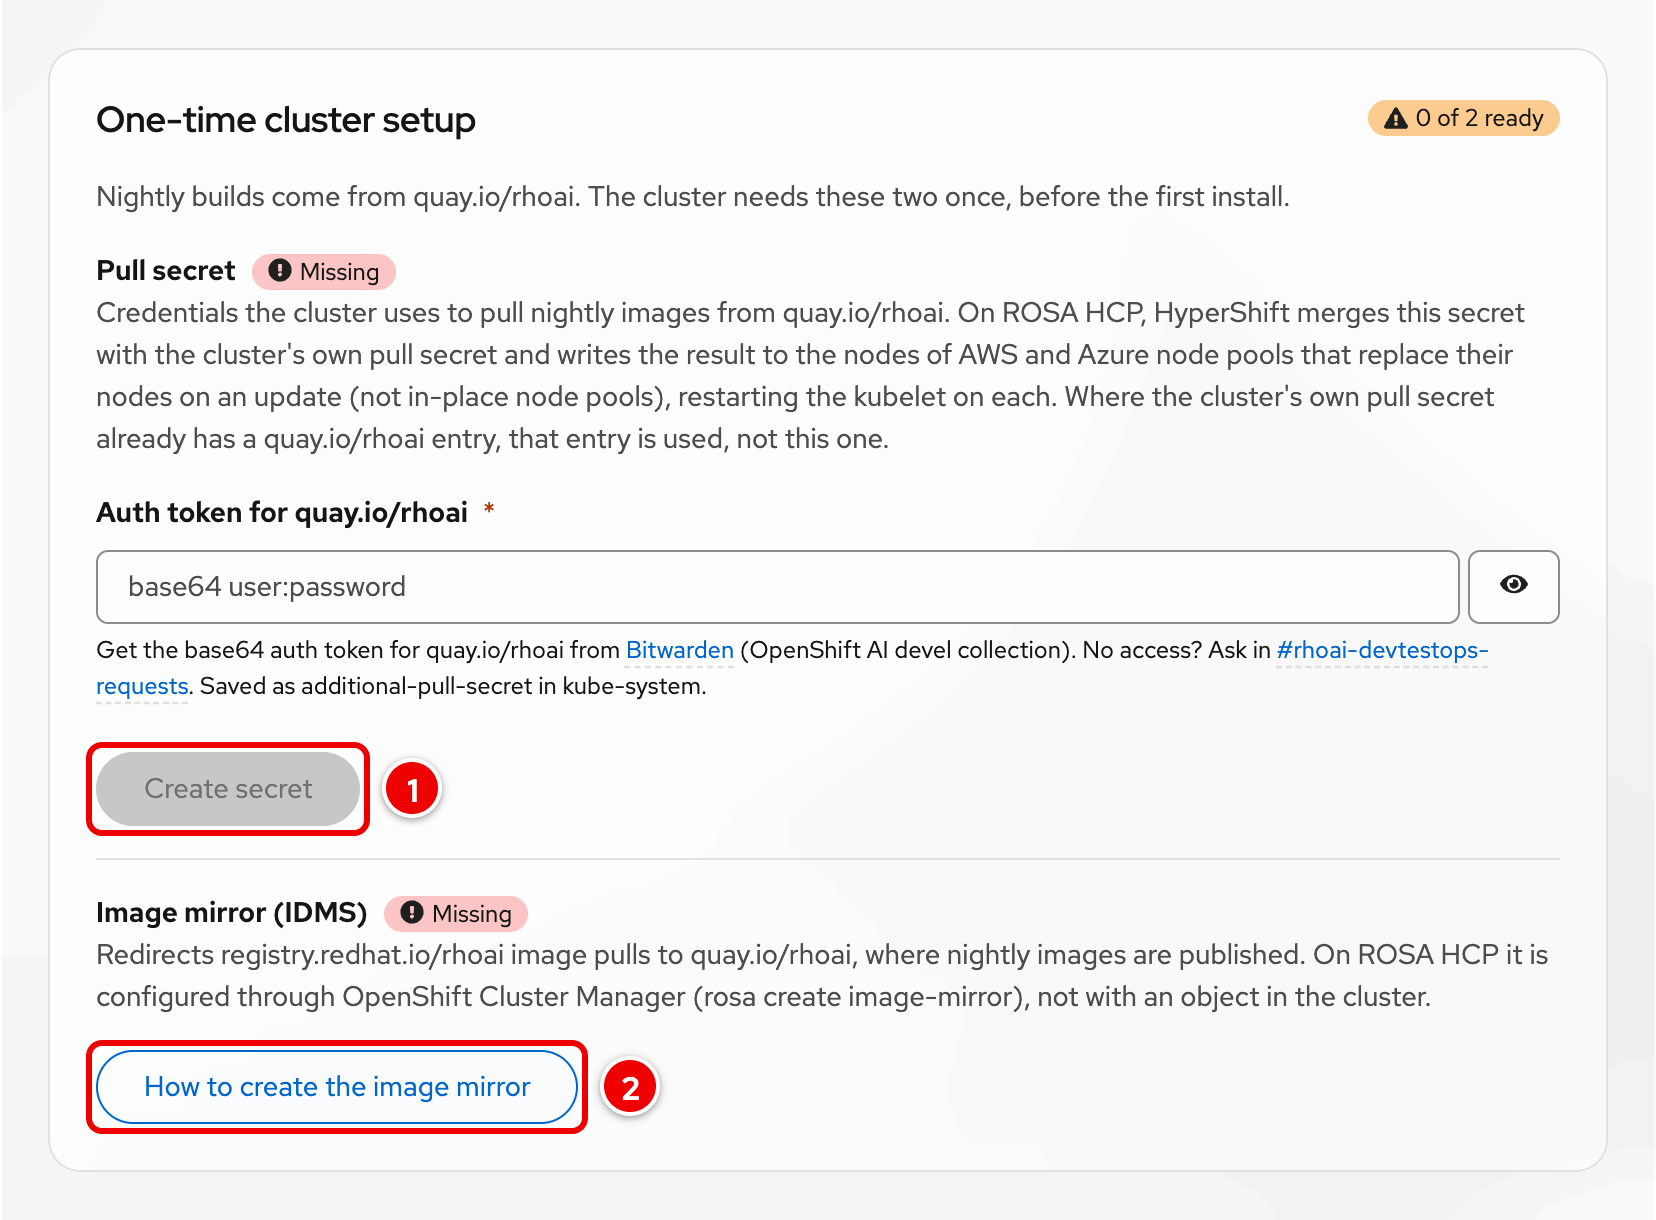 One-time cluster setup
0 of 2 ready
Nightly builds come from quay.io/rhoai. The cluster needs these two once, before the first install.
Pull secret
Missing
Credentials the cluster uses to pull nightly images from quay.io/rhoai. On ROSA HCP, HyperShift merges this secret
with the cluster's own pull secret and writes the result to the nodes of AWS and Azure node pools that replace their
nodes on an update (not in-place node pools), restarting the kubelet on each. Where the cluster's own pull secret
already has a quay.io/rhoai entry, that entry is used, not this one.
Auth token for quay.io/rhoai *
base64 user:password
Get the base64 auth token for quay.io/rhoai from Bitwarden (OpenShift AI devel collection). No access? Ask in #rhoai-devtestops-
requests. Saved as additional-pull-secret in kube-system.
Create secret
1
Image mirror (IDMS)
Missing
Redirects registry.redhat.io/rhoai image pulls to quay.io/rhoai, where nightly images are published. On ROSA HCP it is
configured through OpenShift Cluster Manager (rosa create image-mirror), not with an object in the cluster.
How to create the image mirror
2